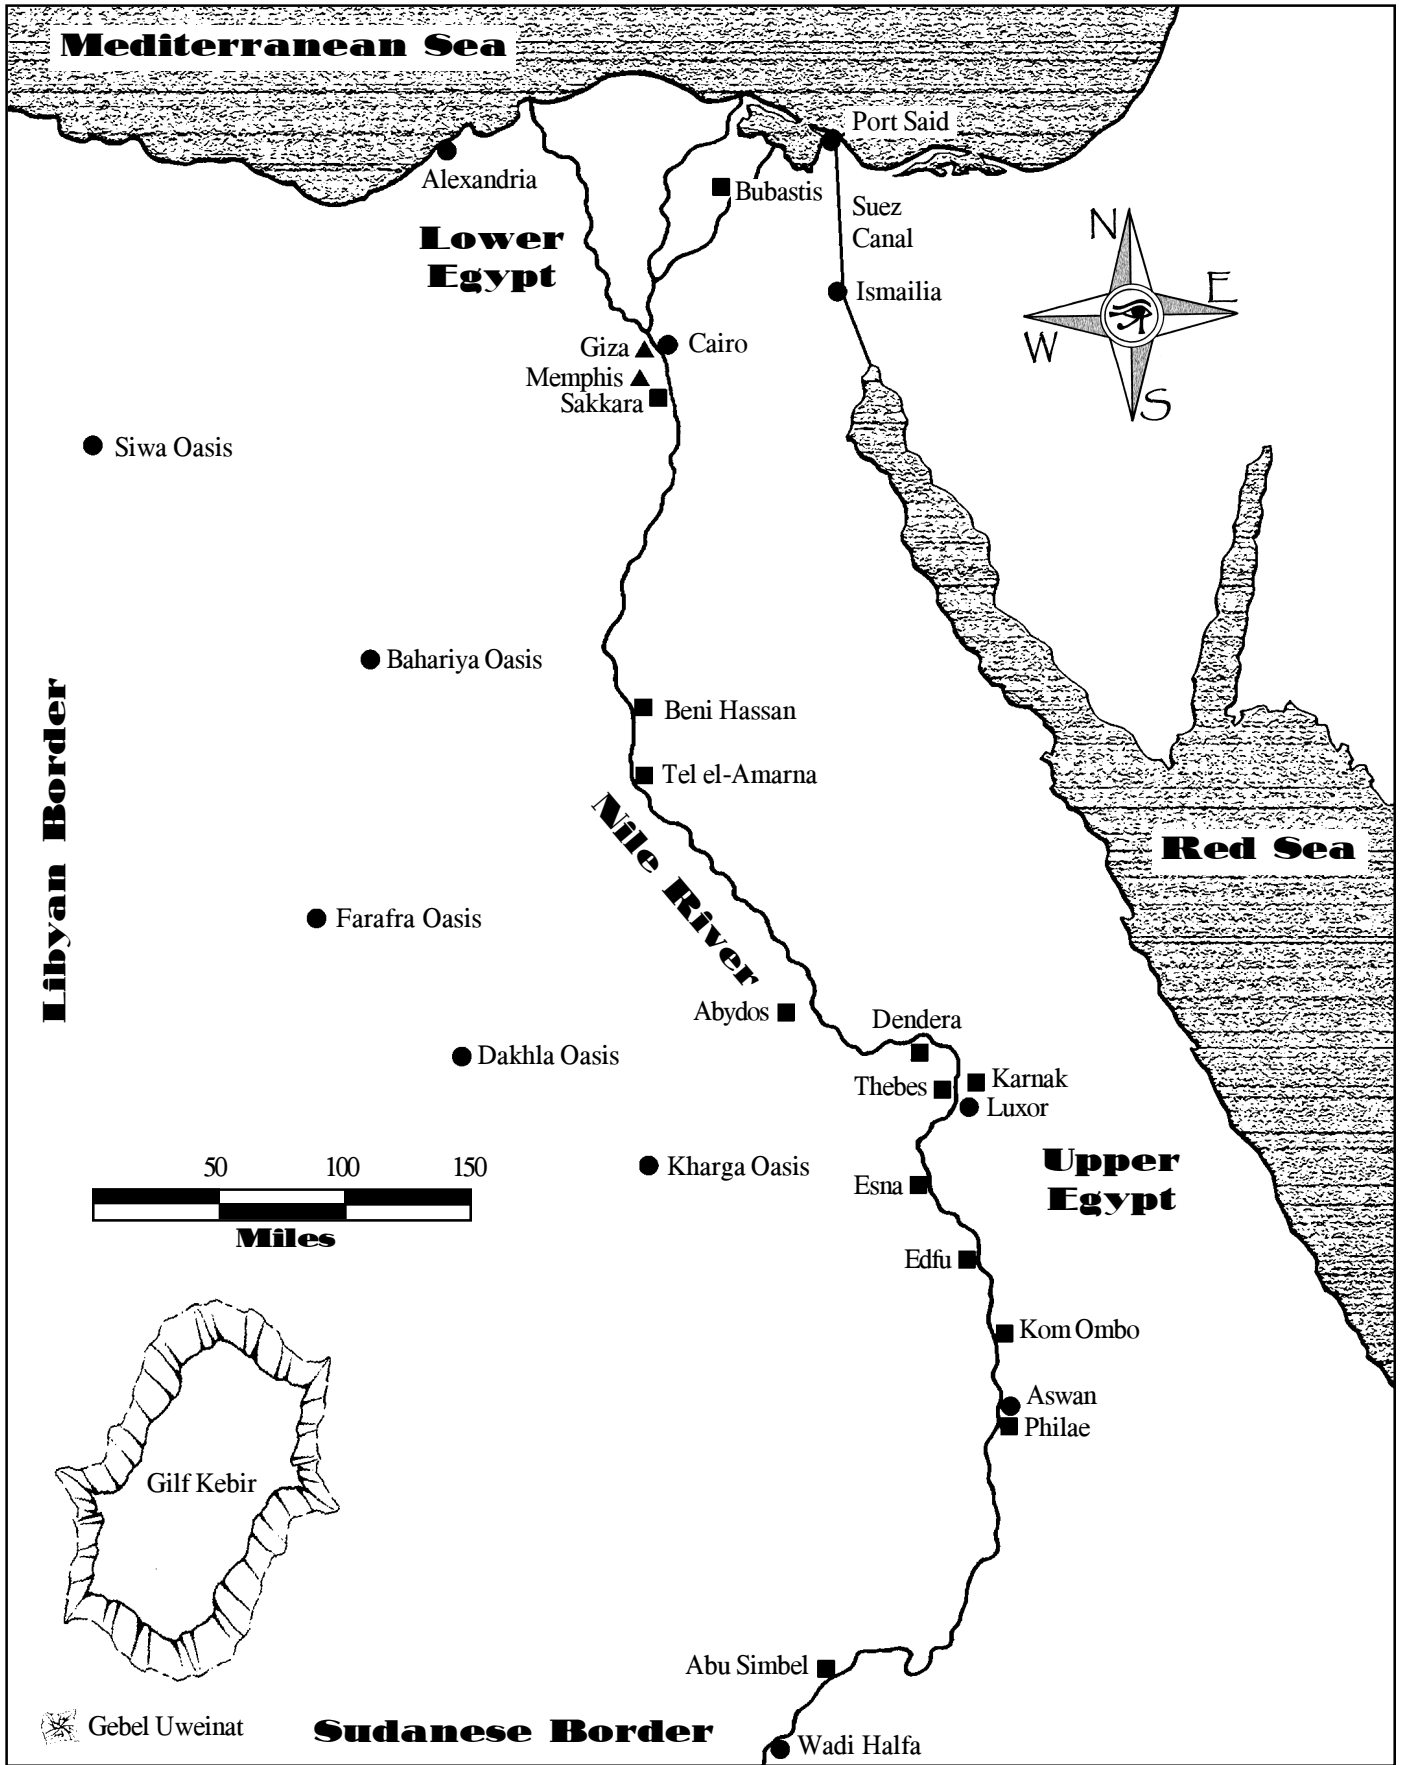 Mediterranean Sea
Port Said
Alexandria
Bubastis
Suez
Canal
Lower
Egypt
N
E
W
S
Ismailia
Giza
Cairo
Memphis
Sakkara
Siwa Oasis
Bahariya Oasis
Beni Hassan
Tel el-Amarna
Libyan Border
Nile River
Red Sea
Farafra Oasis
Abydos
Dendera
Dakhla Oasis
Thebes
Karnak
Luxor
50 100 150
Miles
Kharga Oasis
Upper
Egypt
Esna
Edfu
Kom Ombo
Aswan
Philae
Gilf Kebir
Abu Simbel
Gebel Uweinat
Sudanese Border
Wadi Halfa